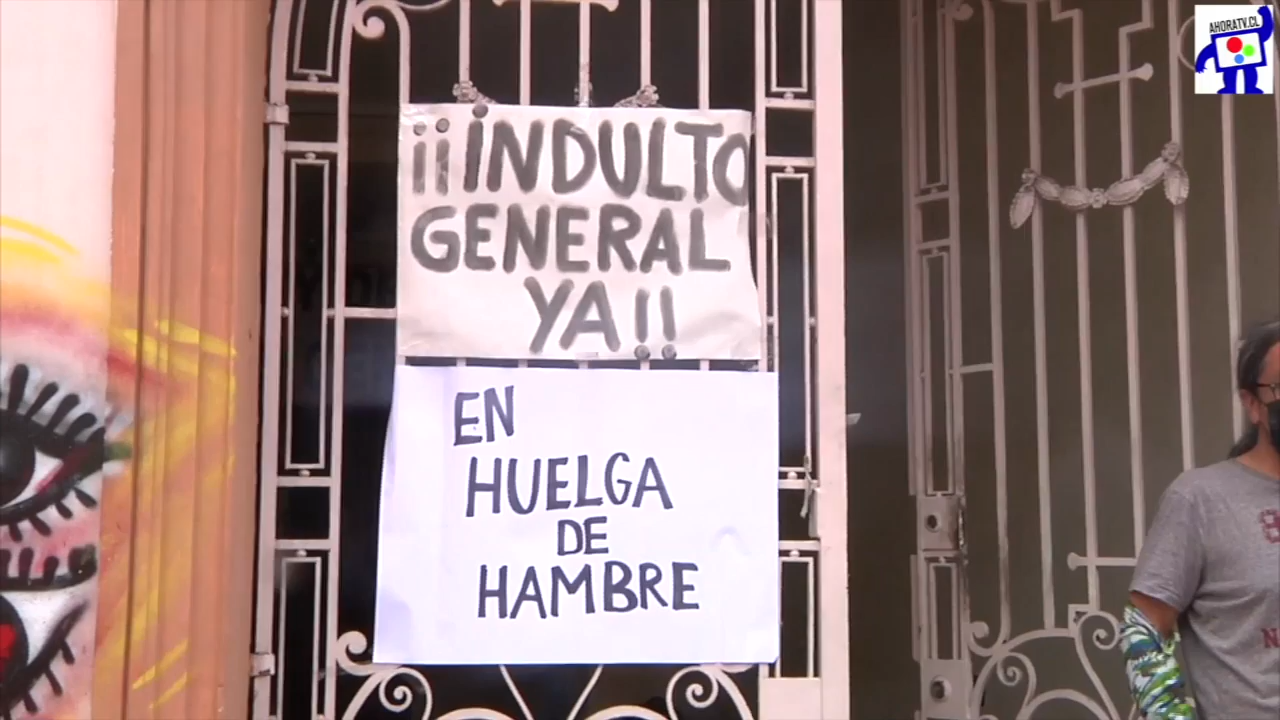 ¡¡INDULTO
GENERAL
YA!!
EN
HUELGA
DE
HAMBRE
AHORATV.CL